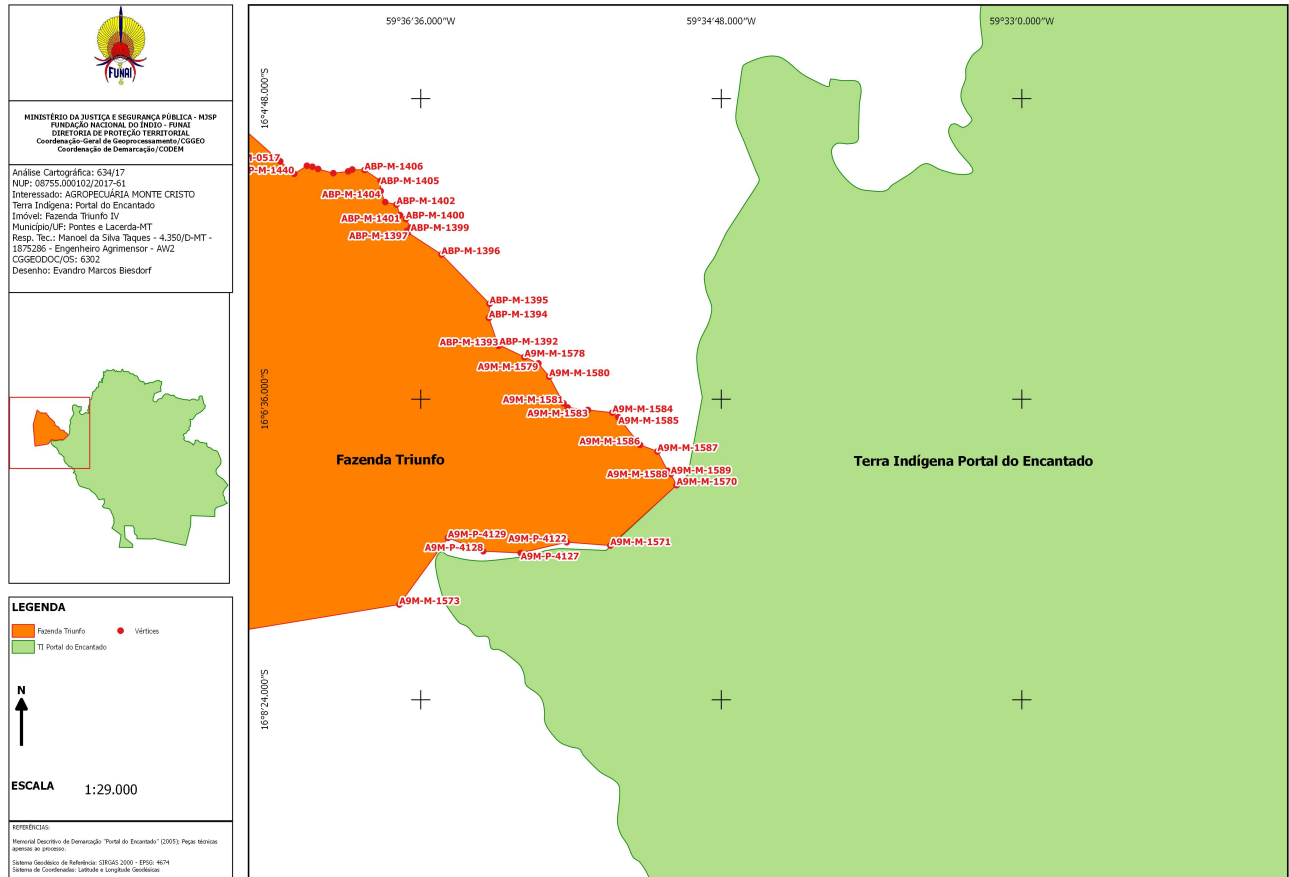 FUNAI
MINISTÉRIO DA JUSTIÇA E SEGURANÇA PÚBLICA - MJSP
FUNDAÇÃO NACIONAL DO ÍNDIO - FUNAI
DIRETORIA DE PROTEÇÃO TERRITORIAL
Coordenação-Geral de Geoprocessamento/CGGEO
Coordenação de Demarcação/CODEM
Análise Cartográfica: 634/17
NUP: 08755.000102/2017-61
Interessado: AGROPECUÁRIA MONTE CRISTO
Terra Indígena: Portal do Encantado
Imóvel: Fazenda Triunfo IV
Município/UF: Pontes e Lacerda-MT
Resp. Tec.: Manoel da Silva Taques - 4.350/D-MT -
1875286 - Engenheiro Agrimensor - AW2
CGGEODOC/OS: 6302
Desenho: Evandro Marcos Biesdorf
LEGENDA
Fazenda Triunfo
Vértices
TI Portal do Encantado
N
ESCALA 1:29.000
REFERÊNCIAS:
Memorial Descritivo de Demarcação "Portal do Encantado" (2005); Peças técnicas
apensas ao processo.
Sistema Geodésico de Referência: SIRGAS 2000 - EPSG: 4674
Sistema de Coordenadas: Latitude e Longitude Geodésicas
59°36'36.000"W
59°34'48.000"W
59°33'0.000"W
16°4'48.000"S
16°6'36.000"S
16°8'24.000"S
M-0517
P-M-1440
ABP-M-1406
ABP-M-1405
ABP-M-1404
ABP-M-1402
ABP-M-1401
ABP-M-1400
ABP-M-1399
ABP-M-1397
ABP-M-1396
ABP-M-1395
ABP-M-1394
ABP-M-1393
ABP-M-1392
A9M-M-1578
A9M-M-1579
A9M-M-1580
A9M-M-1581
A9M-M-1583
A9M-M-1584
A9M-M-1585
A9M-M-1586
A9M-M-1587
A9M-M-1588
A9M-M-1589
A9M-M-1570
Fazenda Triunfo
Terra Indígena Portal do Encantado
A9M-P-4129
A9M-P-4122
A9M-M-1571
A9M-P-4128
A9M-P-4127
A9M-M-1573